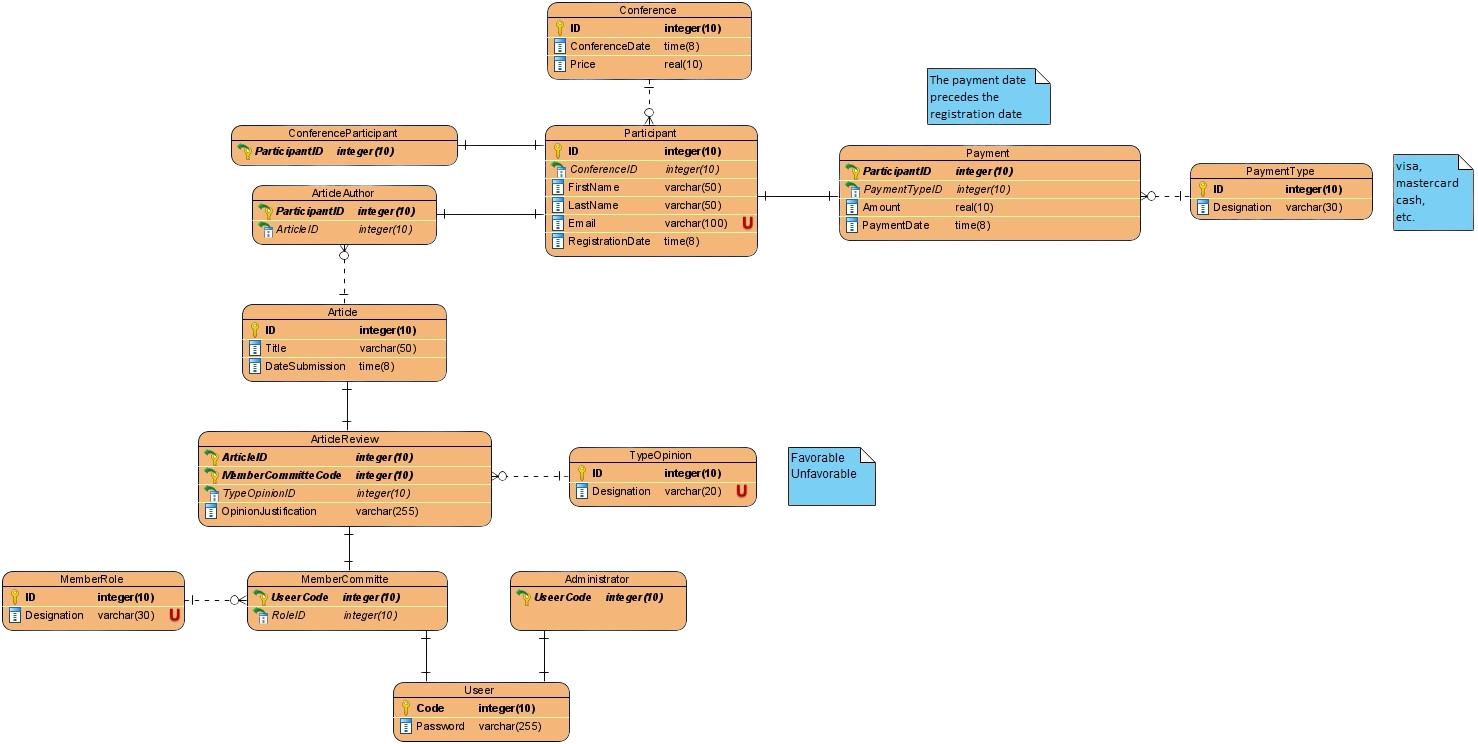 Conference
ID integer(10)
ConferenceDate time(8)
Price real(10)
The payment date
precedes the
registration date
ConferenceParticipant
ParticipantID integer(10)
Participant
ID integer(10)
ConferenceID integer(10)
FirstName varchar(50)
LastName varchar(50)
Email varchar(100) U
RegistrationDate time(8)
Payment
ParticipantID integer(10)
PaymentTypeID integer(10)
Amount real(10)
PaymentDate time(8)
PaymentType
ID integer(10)
Designation varchar(30)
visa,
mastercard
cash,
etc.
ArticleAuthor
ParticipantID integer(10)
ArticleID integer(10)
Article
ID integer(10)
Title varchar(50)
DateSubmission time(8)
ArticleReview
ArticleID integer(10)
MemberCommitteCode integer(10)
TypeOpinionID integer(10)
OpinionJustification varchar(255)
TypeOpinion
ID integer(10)
Designation varchar(20) U
Favorable
Unfavorable
MemberRole
ID integer(10)
Designation varchar(30) U
MemberCommitte
UseerCode integer(10)
RoleID integer(10)
Administrator
UseerCode integer(10)
Useer
Code integer(10)
Password varchar(255)